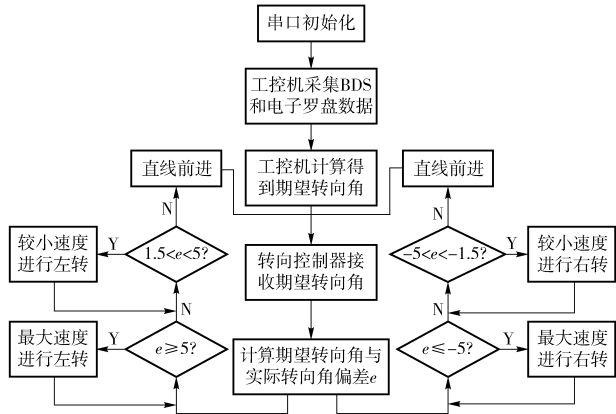 串口初始化
工控机采集BDS
和电子罗盘数据
直线前进
工控机计算得
到期望转向角
直线前进
N
N
较小速度
进行左转
Y
1.5<e<5?
转向控制器接
收期望转向角
-5<e<-1.5?
Y
较小速度
进行右转
N
N
最大速度
进行左转
Y
e≥5?
计算期望转向角与
实际转向角偏差e
e≤-5?
Y
最大速度
进行右转